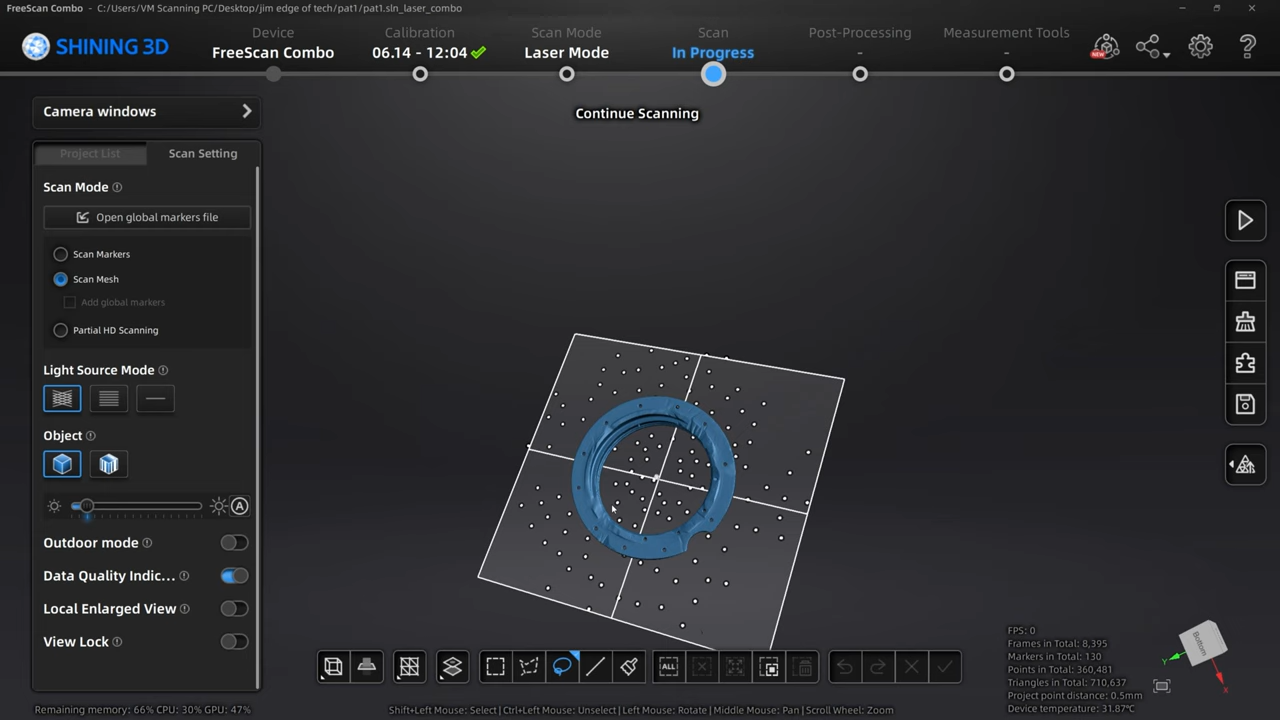 FreeScan Combo - C:/Users/VM Scanning PC/Desktop/jim edge of tech/pat1/pat1.sln_laser_combo
SHINING 3D
Device
FreeScan Combo
Calibration
06.14 - 12:04
Scan Mode
Laser Mode
Scan
In Progress
Post-Processing
-
Measurement Tools
-
NEW
Camera windows
Continue Scanning
Project List
Scan Setting
Scan Mode
Open global markers file
Scan Markers
Scan Mesh
Add global markers
Partial HD Scanning
Light Source Mode
Object
A
Outdoor mode
Data Quality Indic...
Local Enlarged View
View Lock
ALL
FPS: 0
Frames in Total: 8,395
Markers in Total: 130
Points in Total: 360,481
Triangles in Total: 710,637
Project point distance: 0.5mm
Device temperature: 31.87℃
Bottom
Y
X
Remaining memory: 66% CPU: 30% GPU: 47%
Shift+Left Mouse: Select | Ctrl+Left Mouse: Unselect | Left Mouse: Rotate | Middle Mouse: Pan | Scroll Wheel: Zoom